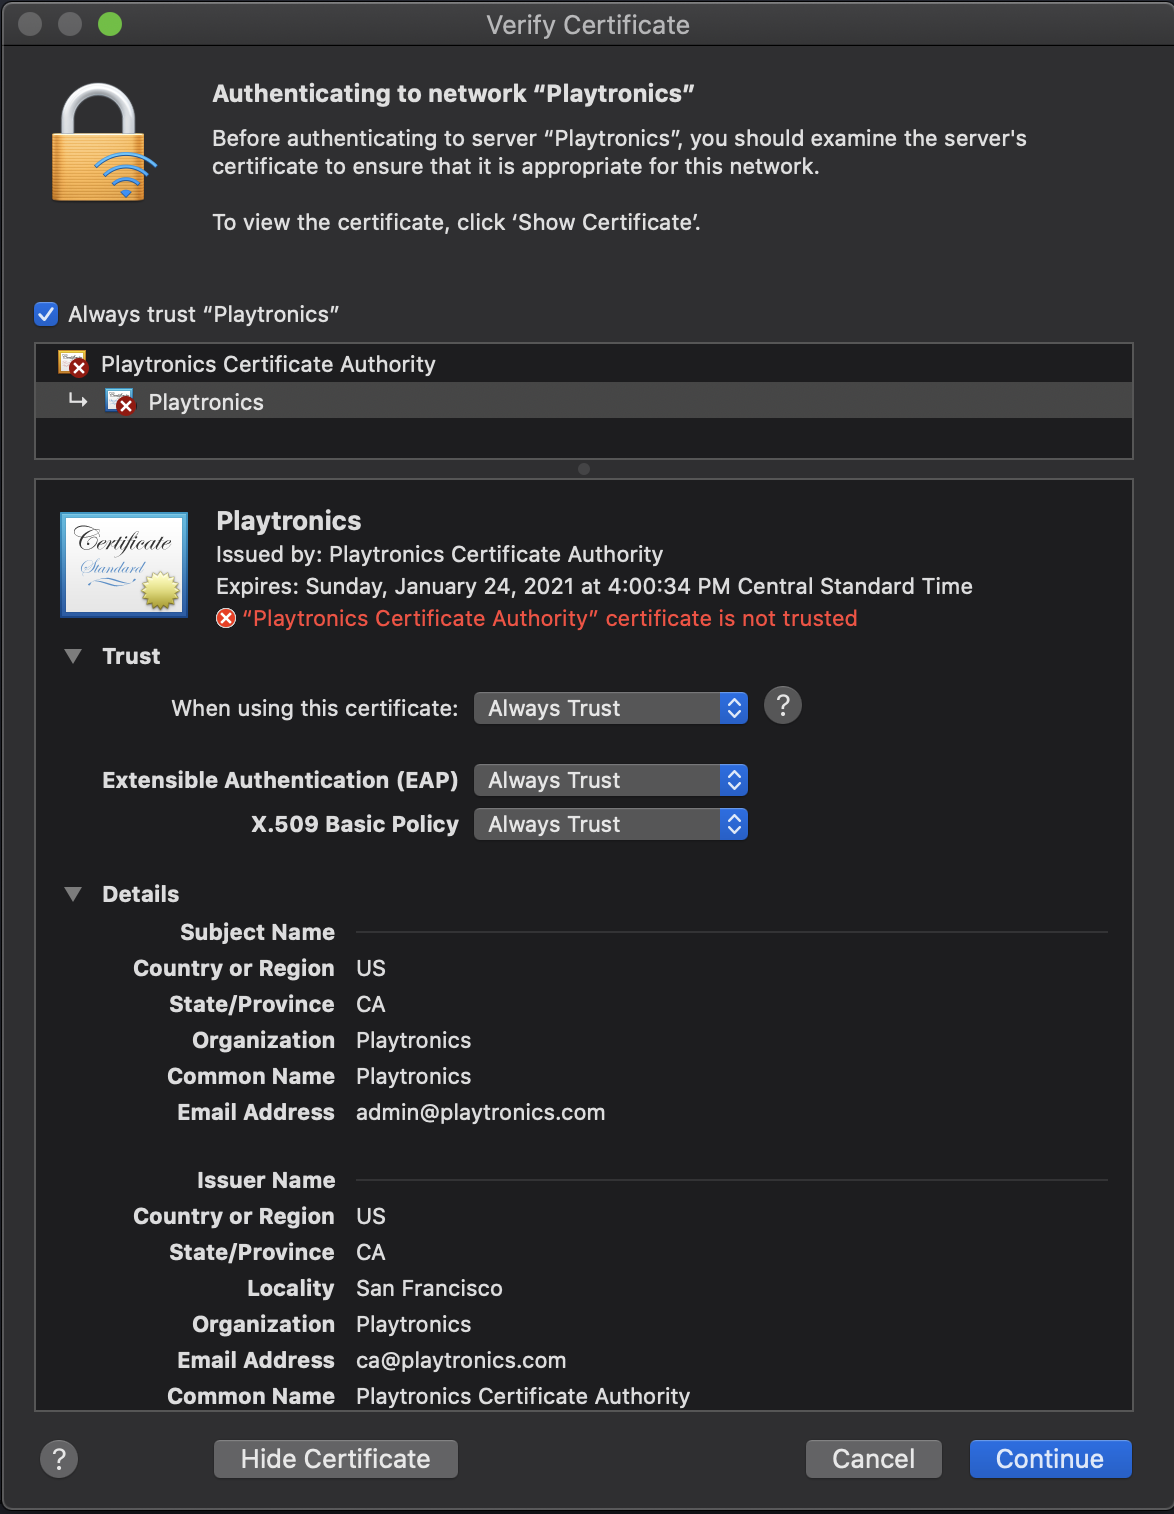 Verify Certificate
Authenticating to network “Playtronics”
Before authenticating to server “Playtronics”, you should examine the server's
certificate to ensure that it is appropriate for this network.
To view the certificate, click ‘Show Certificate’.
Always trust “Playtronics”
Playtronics Certificate Authority
Playtronics
Certificate
Standard
Playtronics
Issued by: Playtronics Certificate Authority
Expires: Sunday, January 24, 2021 at 4:00:34 PM Central Standard Time
“Playtronics Certificate Authority” certificate is not trusted
Trust
When using this certificate: Always Trust ?
Extensible Authentication (EAP) Always Trust
X.509 Basic Policy Always Trust
Details
Subject Name
Country or Region US
State/Province CA
Organization Playtronics
Common Name Playtronics
Email Address admin@playtronics.com
Issuer Name
Country or Region US
State/Province CA
Locality San Francisco
Organization Playtronics
Email Address ca@playtronics.com
Common Name Playtronics Certificate Authority
? Hide Certificate Cancel Continue